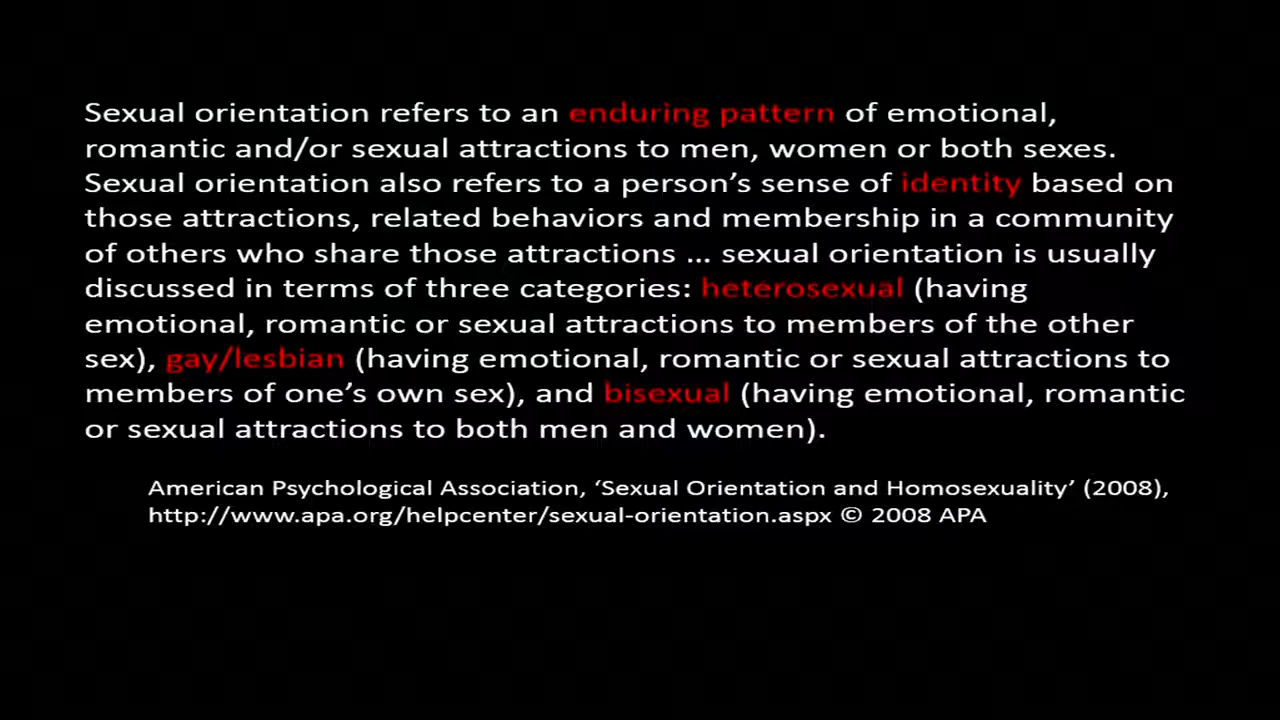 Sexual orientation refers to an enduring pattern of emotional,
romantic and/or sexual attractions to men, women or both sexes.
Sexual orientation also refers to a person’s sense of identity based on
those attractions, related behaviors and membership in a community
of others who share those attractions ... sexual orientation is usually
discussed in terms of three categories: heterosexual (having
emotional, romantic or sexual attractions to members of the other
sex), gay/lesbian (having emotional, romantic or sexual attractions to
members of one’s own sex), and bisexual (having emotional, romantic
or sexual attractions to both men and women).
American Psychological Association, ‘Sexual Orientation and Homosexuality’ (2008),
http://www.apa.org/helpcenter/sexual-orientation.aspx © 2008 APA